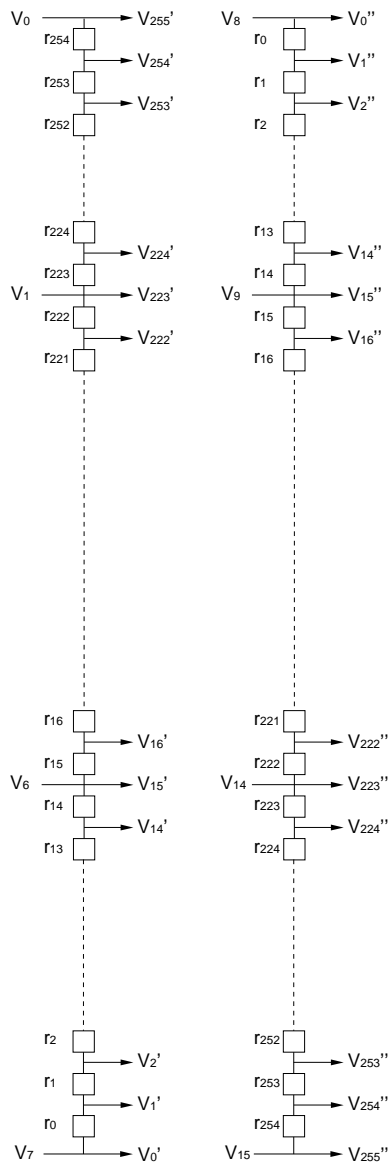 V0 V255’ V8 V0’’
r254 r0
V254’ V1’’
r253 r1
V253’ V2’’
r252 r2
r224 r13
V224’ V14’’
r223 r14
V1 V223’ V9 V15’’
r222 r15
V222’ V16’’
r221 r16
r16 r221
V16’ V222’’
r15 r222
V6 V15’ V14 V223’’
r14 r223
V14’ V224’’
r13 r224
r2 r252
V2’ V253’’
r1 r253
V1’ V254’’
r0 r254
V7 V0’ V15 V255’’